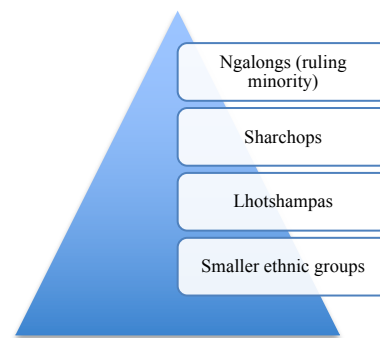 Ngalongs (ruling
minority)
Sharchops
Lhotshampas
Smaller ethnic groups